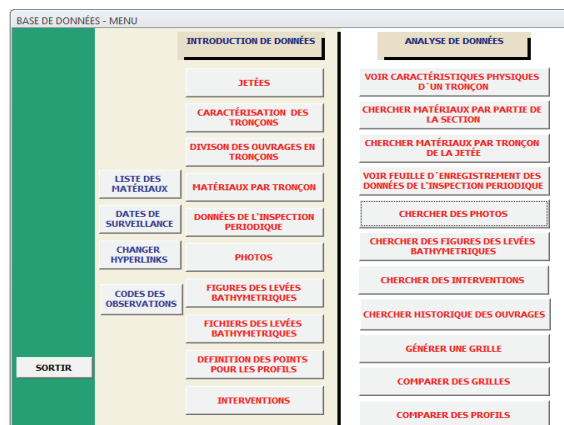 BASE DE DONNÉES - MENU
INTRODUCTION DE DONNÉES
JETÉES
CARACTÉRISATION DES
TRONÇONS
DIVISON DES OUVRAGES EN
TRONÇONS
LISTE DES
MATÉRIAUX
MATÉRIAUX PAR TRONÇON
DATES DE
SURVEILLANCE
DONNÉES DE L'INSPECTION
PERIODIQUE
CHANGER
HYPERLINKS
PHOTOS
CODES DES
OBSERVATIONS
FIGURES DES LEVÉES
BATHYMETRIQUES
FICHIERS DES LEVÉES
BATHYMETRIQUES
SORTIR
DEFINITION DES POINTS
POUR LES PROFILS
INTERVENTIONS
ANALYSE DE DONNÉES
VOIR CARACTÉRISTIQUES PHYSIQUES
D´UN TRONÇON
CHERCHER MATÉRIAUX PAR PARTIE DE
LA SECTION
CHERCHER MATÉRIAUX PAR TRONÇON
DE LA JETÉE
VOIR FEUILLE D´ENREGISTREMENT DES
DONNÉES DE L'INSPECTION PERIODIQUE
CHERCHER DES PHOTOS
CHERCHER DES FIGURES DES LEVÉES
BATHYMETRIQUES
CHERCHER DES INTERVENTIONS
CHERCHER HISTORIQUE DES OUVRAGES
GÉNÉRER UNE GRILLE
COMPARER DES GRILLES
COMPARER DES PROFILS